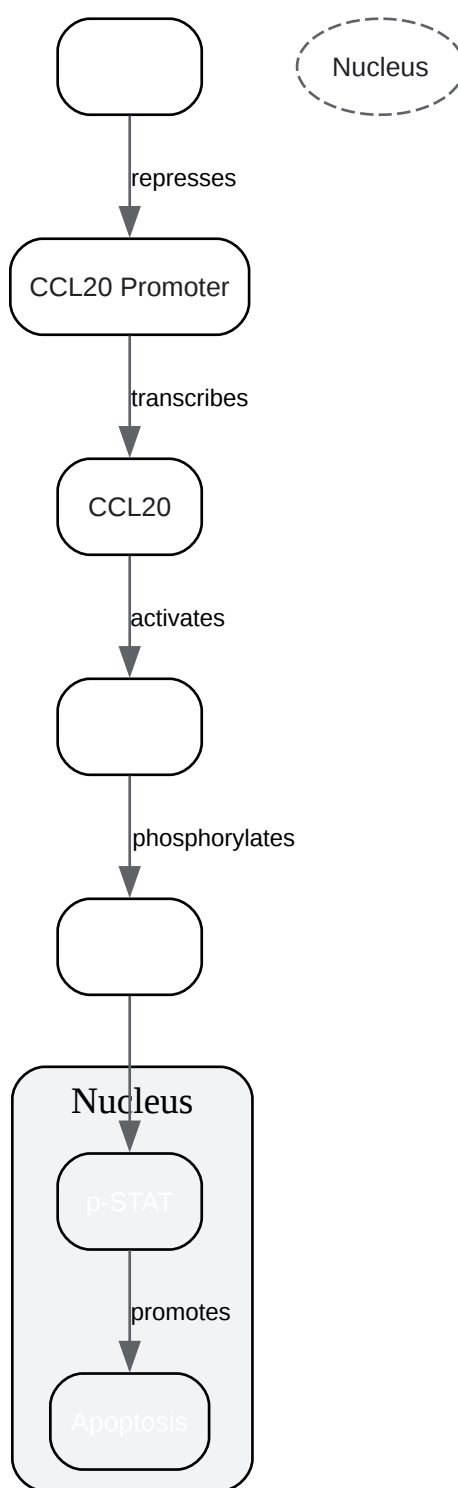 Nucleus
represses
CCL20 Promoter
transcribes
CCL20
activates
phosphorylates
Nucleus
p-STAT
promotes
Apoptosis